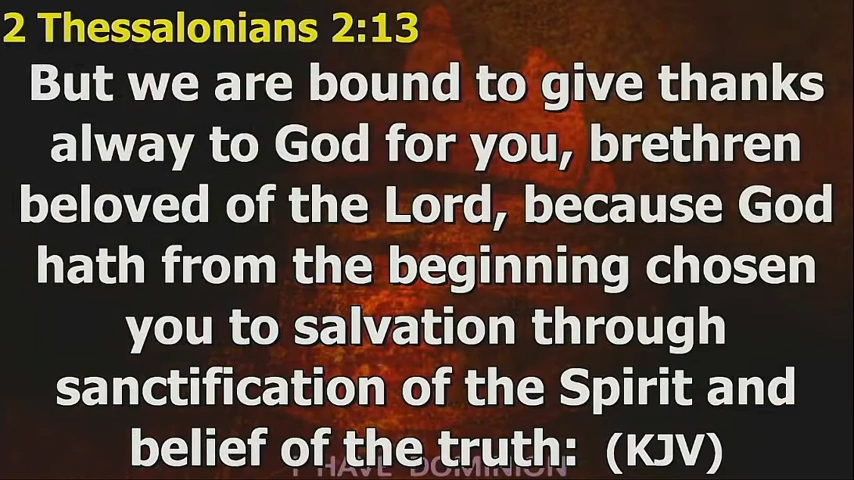 2 Thessalonians 2:13
But we are bound to give thanks
alway to God for you, brethren
beloved of the Lord, because God
hath from the beginning chosen
you to salvation through
sanctification of the Spirit and
belief of the truth: (KJV)
I HAVE DOMINION